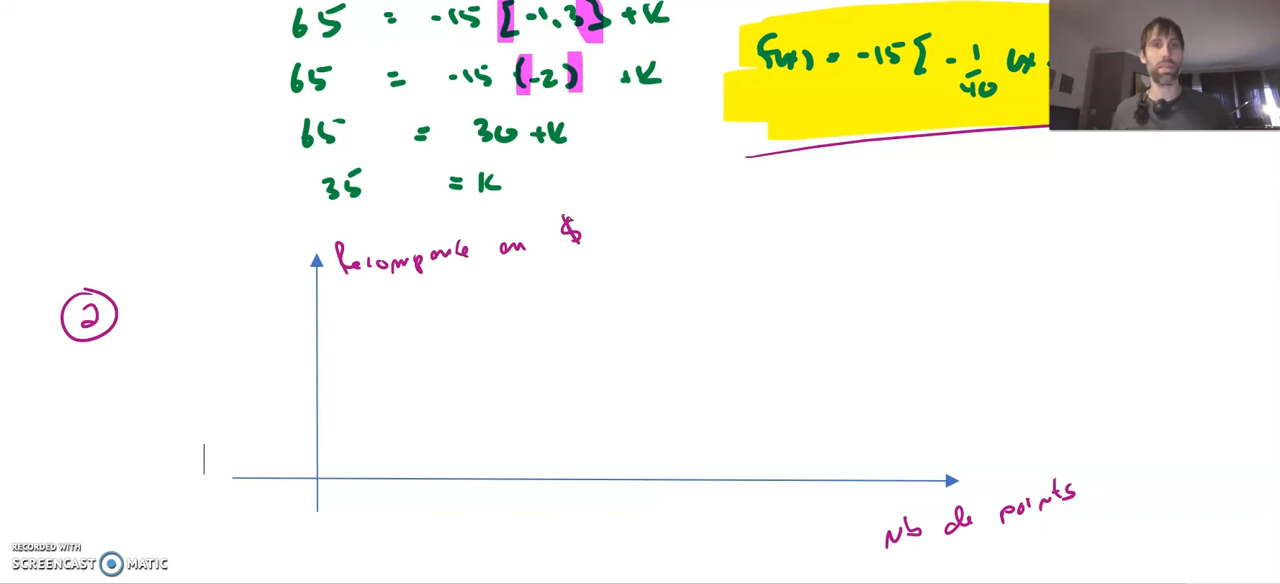 65 = -15 [-1,3] + K
65 = -15 (-2) + K
65 = 30 + K
35 = K
f(x) = -15 [ - 1/40 (x -
Récompense en $
2
Nb de points
RECORDED WITH
SCREENCAST MATIC